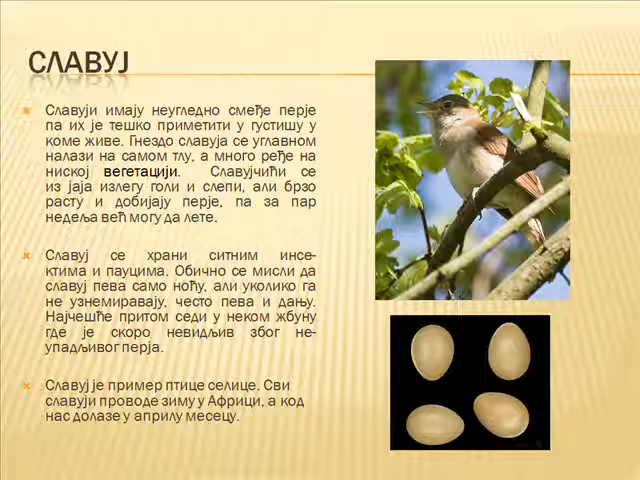 СЛАВУЈ
Славуји имају неугледно смеђе перје
па их је тешко приметити у густишу у
коме живе. Гнездо славуја се углавном
налази на самом тлу, а много ређе на
ниској вегетацији. Славујчићи се
из јаја излегу голи и слепи, али брзо
расту и добијају перје, па за пар
недеља већ могу да лете.
Славуј се храни ситним инсе-
ктима и пауцима. Обично се мисли да
славуј пева само ноћу, али уколико га
не узнемиравају, често пева и дању.
Најчешће притом седи у неком жбуну
где је скоро невидљив због не-
упадљивог перја.
Славуј је пример птице селице. Сви
славуји проводе зиму у Африци, а код
нас долазе у априлу месецу.